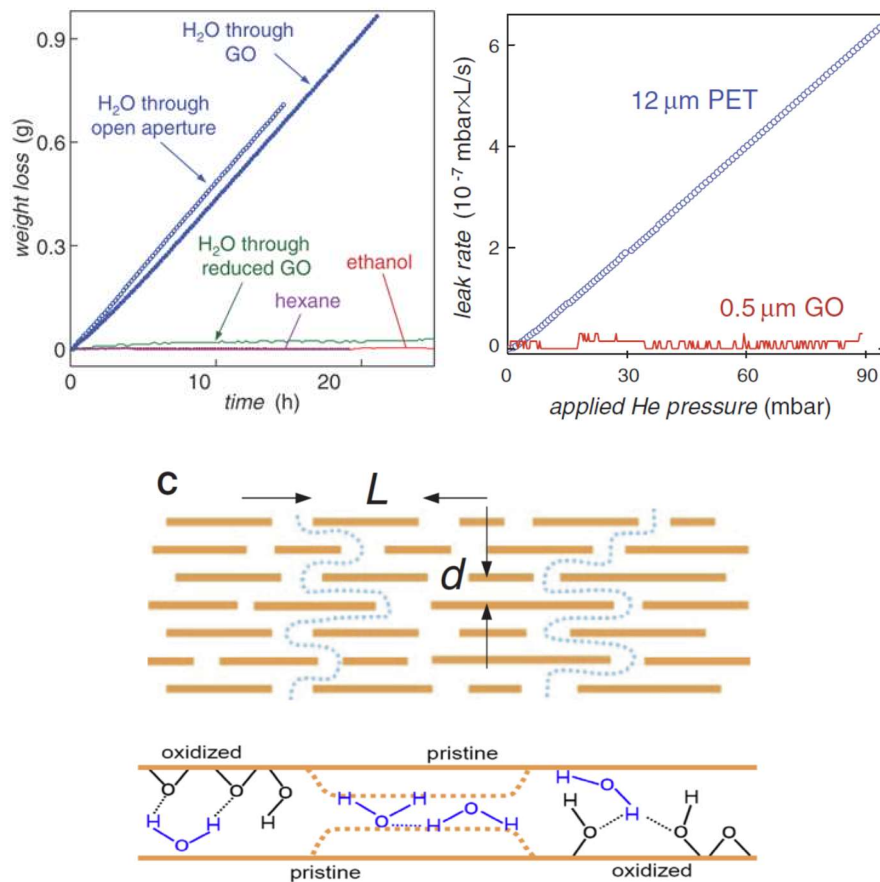 0.9
0.6
0.3
0
weight loss (g)
H₂O through
GO
H₂O through
open aperture
H₂O through
reduced GO
ethanol
hexane
0
10
20
time (h)
6
4
2
0
leak rate (10⁻⁷ mbar×L/s)
12 μm PET
0.5 μm GO
0
30
60
90
applied He pressure (mbar)
c
L
d
oxidized
pristine
O O O H
H H O
H O H H O H
H O H
H O H O O
pristine
oxidized